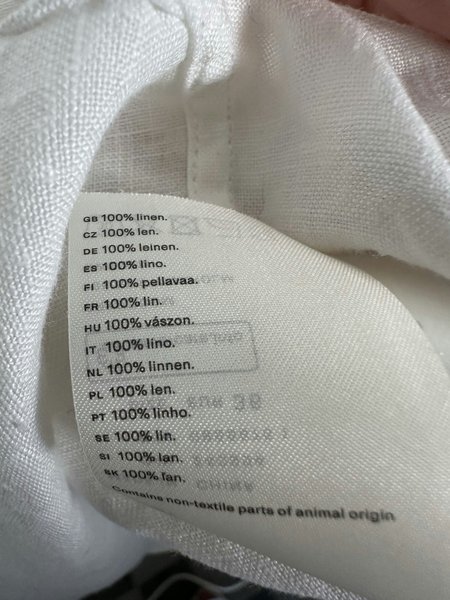 GB 100% linen.
CZ 100% len.
DE 100% leinen.
ES 100% lino.
FI 100% pellavaa.
FR 100% lin.
HU 100% vászon.
IT 100% lino.
NL 100% linnen.
PL 100% len.
PT 100% linho.
SE 100% lin.
SI 100% lan.
SK 100% ľan.
Contains non-textile parts of animal origin